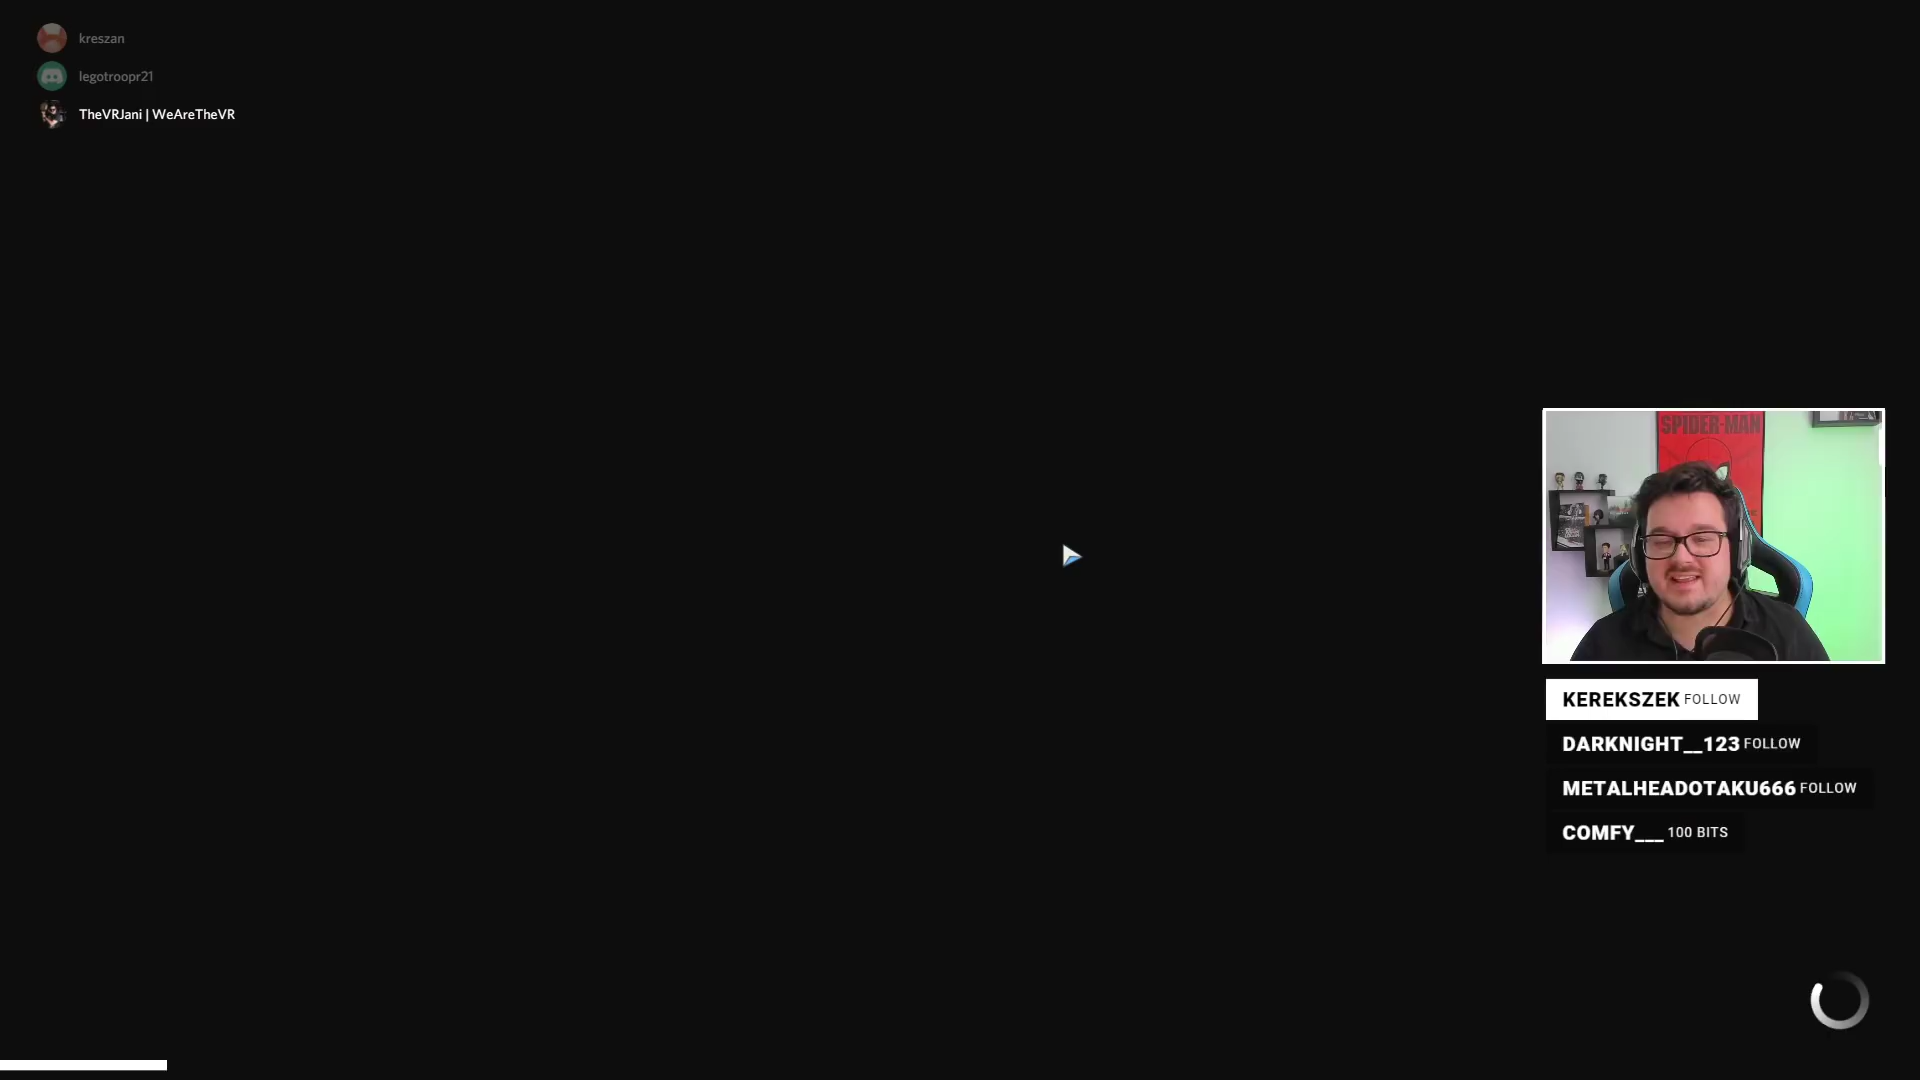 kreszan
legotroopr21
TheVRJani | WeAreTheVR
SPIDER-MAN
KEREKSZEK FOLLOW
DARKNIGHT__123 FOLLOW
METALHEADOTAKU666 FOLLOW
COMFY___ 100 BITS